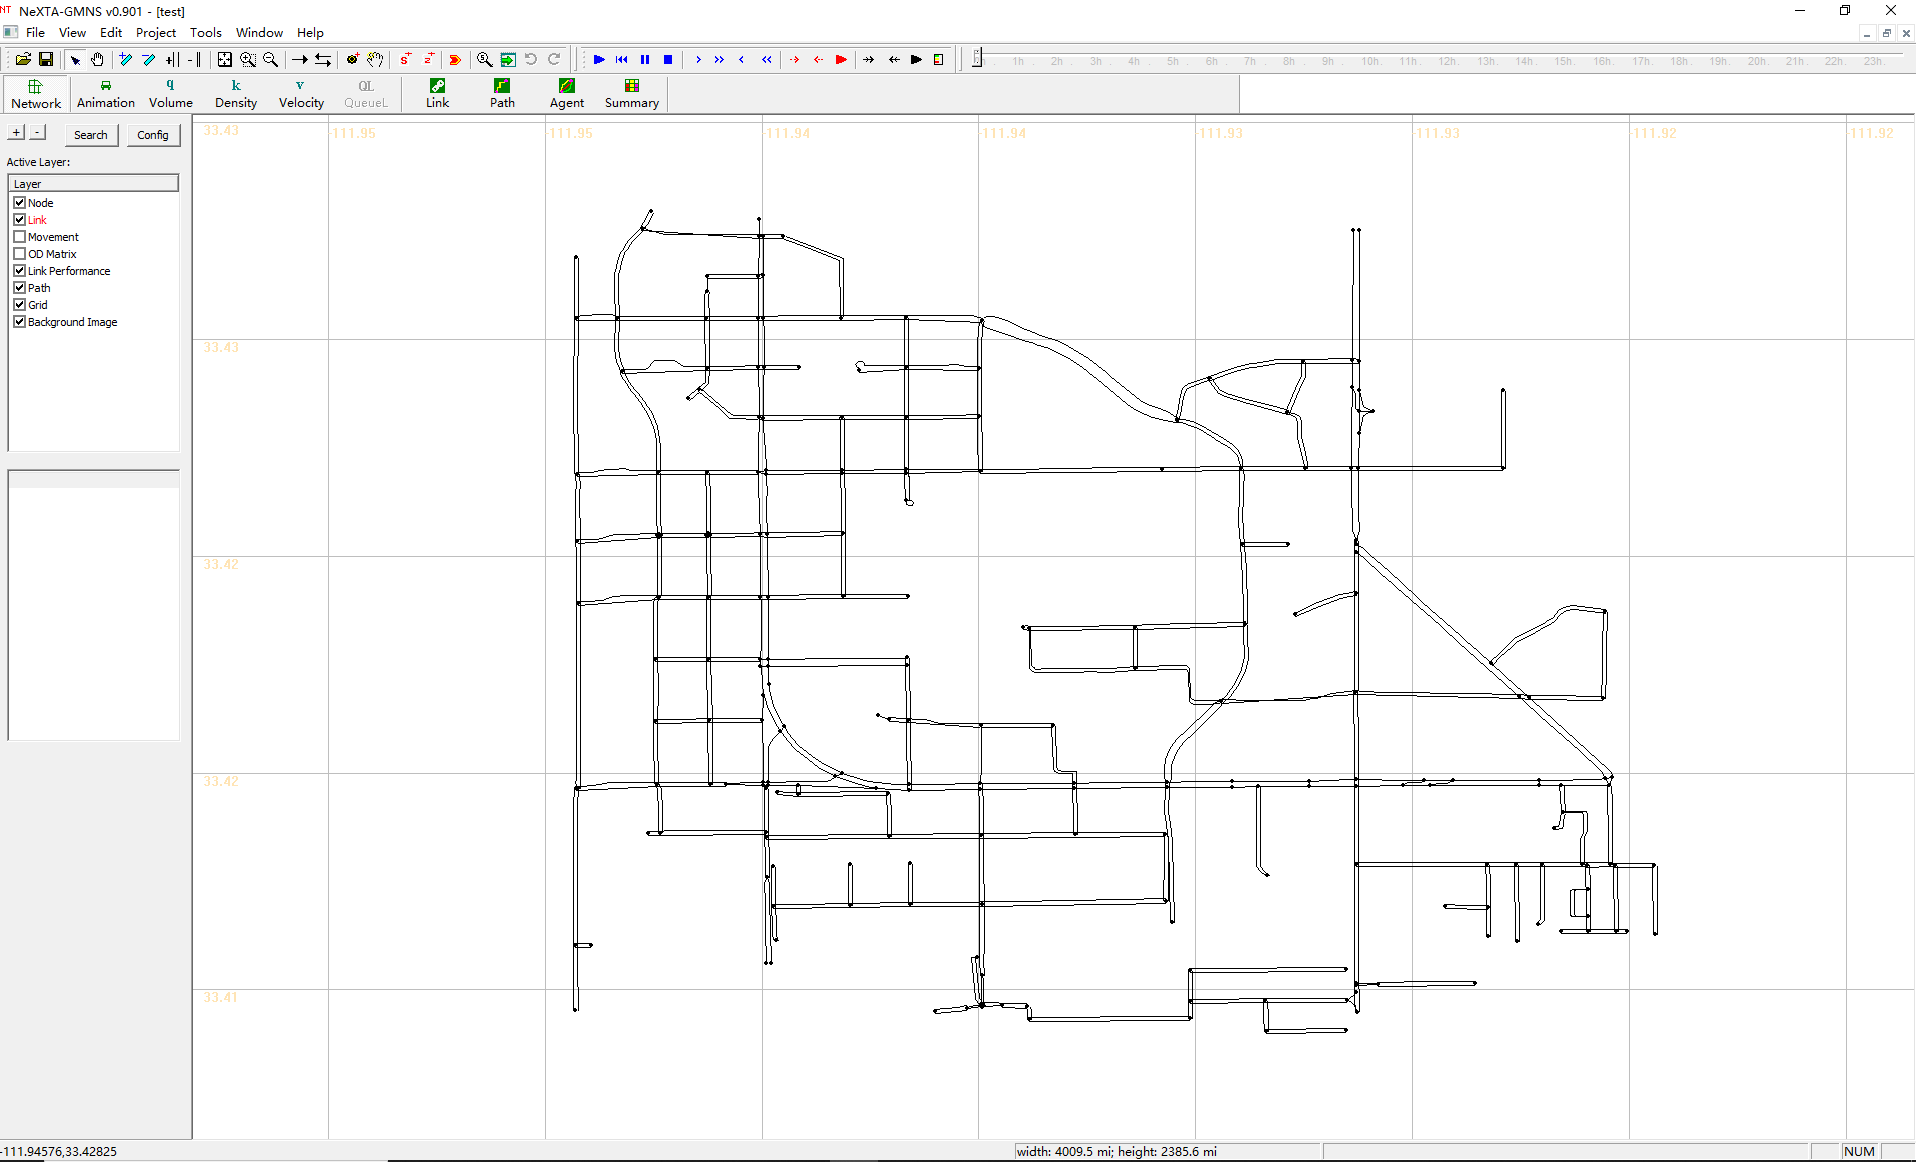 NeXTA-GMNS v0.901 - [test]
File View Edit Project Tools Window Help
1h . 2h . 3h . 4h . 5h . 6h . 7h . 8h . 9h . 10h . 11h . 12h . 13h . 14h . 15h . 16h . 17h . 18h . 19h . 20h . 21h . 22h . 23h.
q k v QL
Network Animation Volume Density Velocity QueueL Link Path Agent Summary
+ - Search Config
33.43 -111.95 -111.95 -111.94 -111.94 -111.93 -111.93 -111.92 -111.92
Active Layer:
Layer
Node
Link
Movement
OD Matrix
Link Performance
Path
Grid
Background Image
33.43
33.42
33.42
33.41
-111.94576,33.42825 width: 4009.5 mi; height: 2385.6 mi NUM